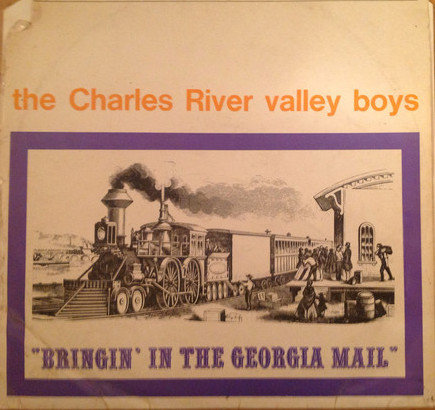 the Charles River valley boys
"BRINGIN' IN THE GEORGIA MAIL"